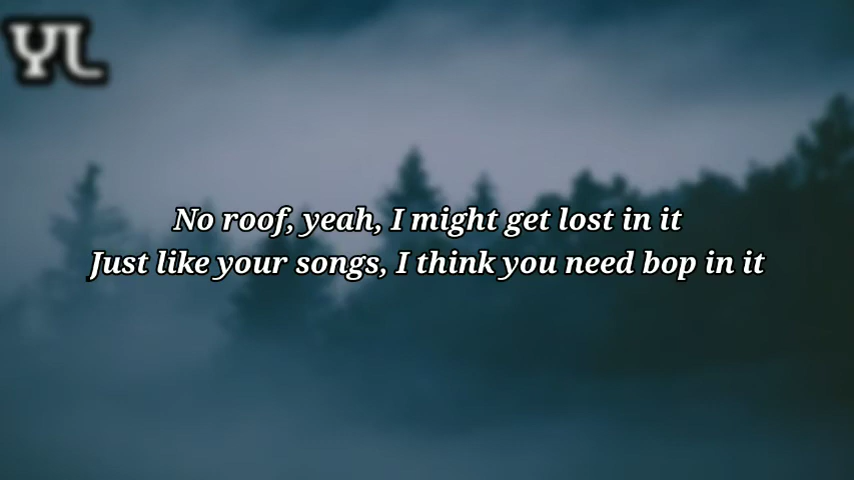 YL
No roof, yeah, I might get lost in it
Just like your songs, I think you need bop in it